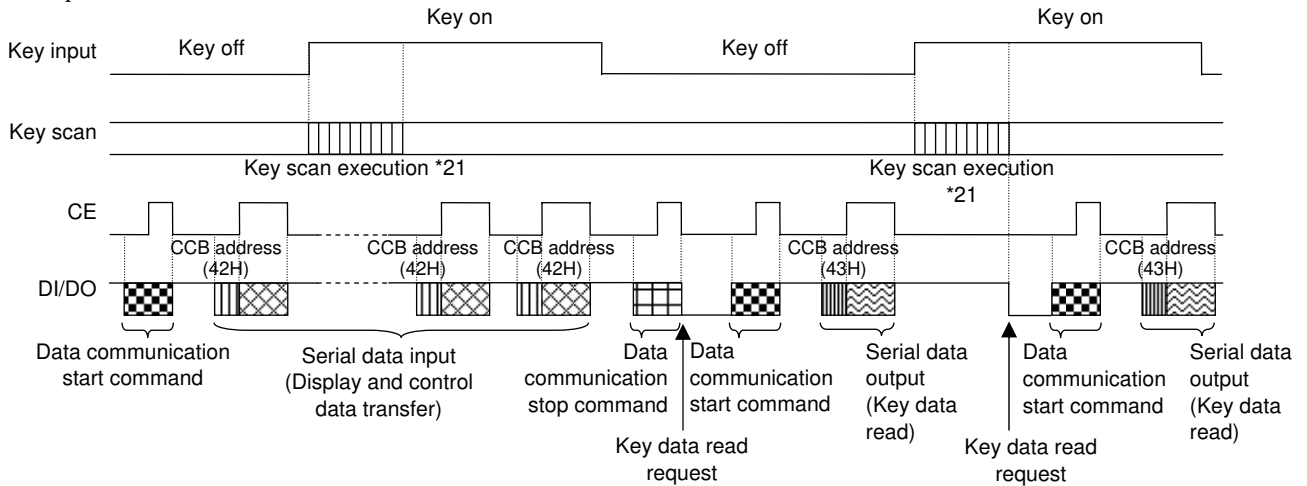 Key on
Key on
Key input
Key off
Key off
Key scan
Key scan execution *21
Key scan execution
*21
CE
CCB address
(42H)
CCB address
(42H)
CCB address
(42H)
CCB address
(43H)
CCB address
(43H)
DI/DO
Data communication
start command
Serial data input
(Display and control
data transfer)
Data
communication
stop command
Data
communication
start command
Serial data
output
(Key data
read)
Data
communication
start command
Serial data
output
(Key data
read)
Key data read
request
Key data read
request